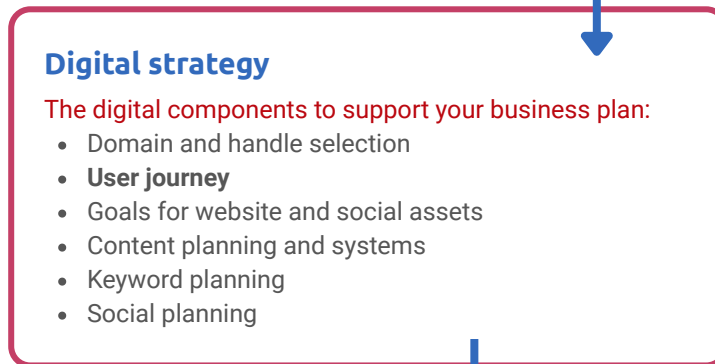 Digital strategy
The digital components to support your business plan:
• Domain and handle selection
• User journey
• Goals for website and social assets
• Content planning and systems
• Keyword planning
• Social planning